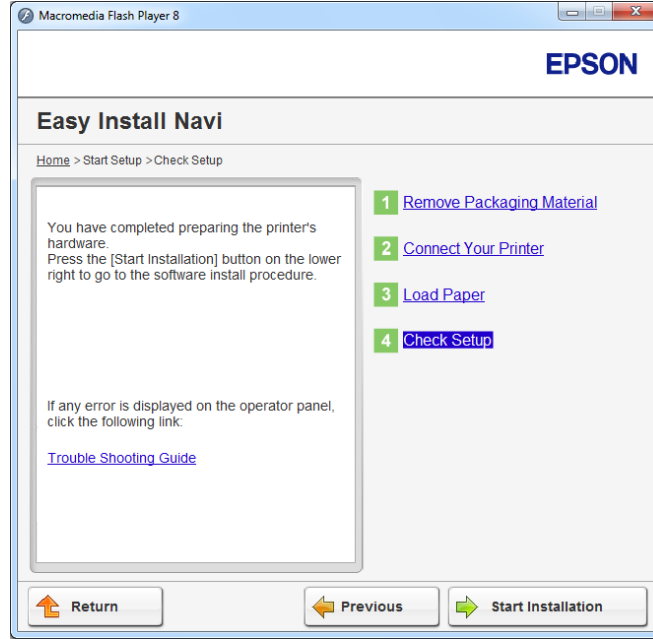 Macromedia Flash Player 8
EPSON
Easy Install Navi
Home > Start Setup >Check Setup
You have completed preparing the printer's
hardware.
Press the [Start Installation] button on the lower
right to go to the software install procedure.
If any error is displayed on the operator panel,
click the following link:
Trouble Shooting Guide
1 Remove Packaging Material
2 Connect Your Printer
3 Load Paper
4 Check Setup
Return
Previous
Start Installation